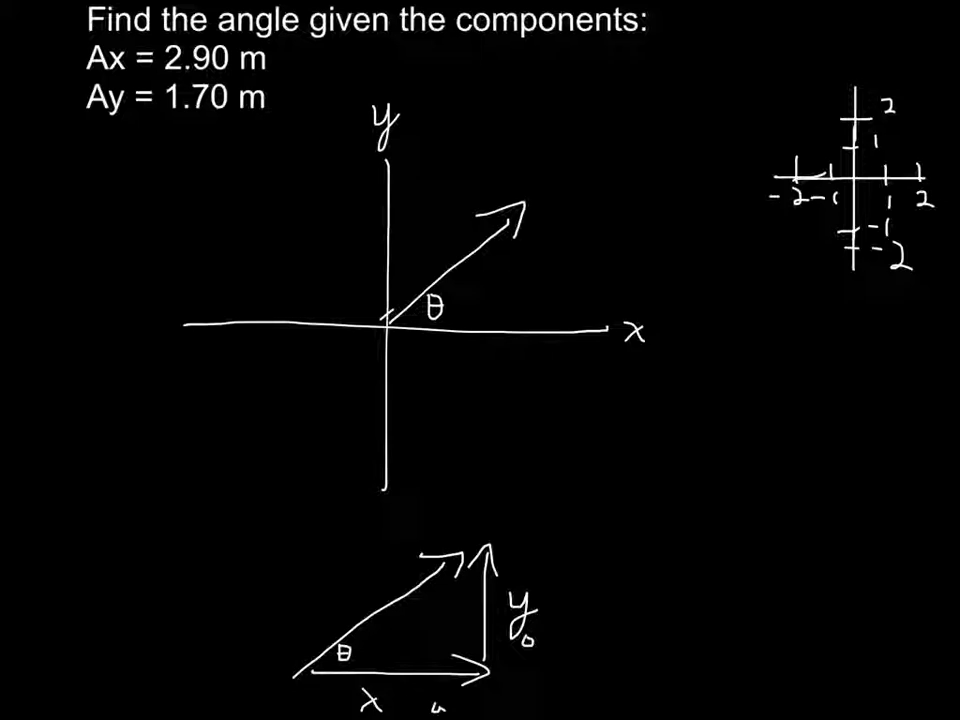 Find the angle given the components:
Ax = 2.90 m
Ay = 1.70 m
y
2
1
-2 -1 1 2
-1
-2
θ
x
y
o
θ
x a